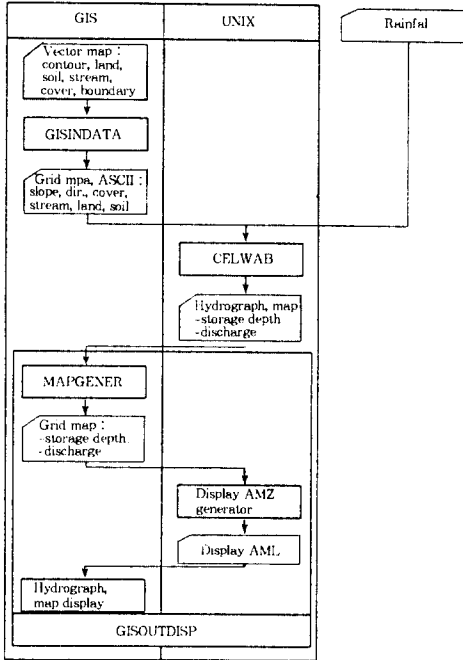 GIS
UNIX
Rainfal
Vector map :
contour, land,
soil, stream,
cover, boundary
GISINDATA
Grid mpa, ASCII :
slope, dir., cover,
stream, land, soil
CELWAB
Hydrograph, map
-storage depth
-discharge
MAPGENER
Grid map :
-storage depth
-discharge
Display AMZ
generator
Display AML
Hydrograph,
map display
GISOUTDISP